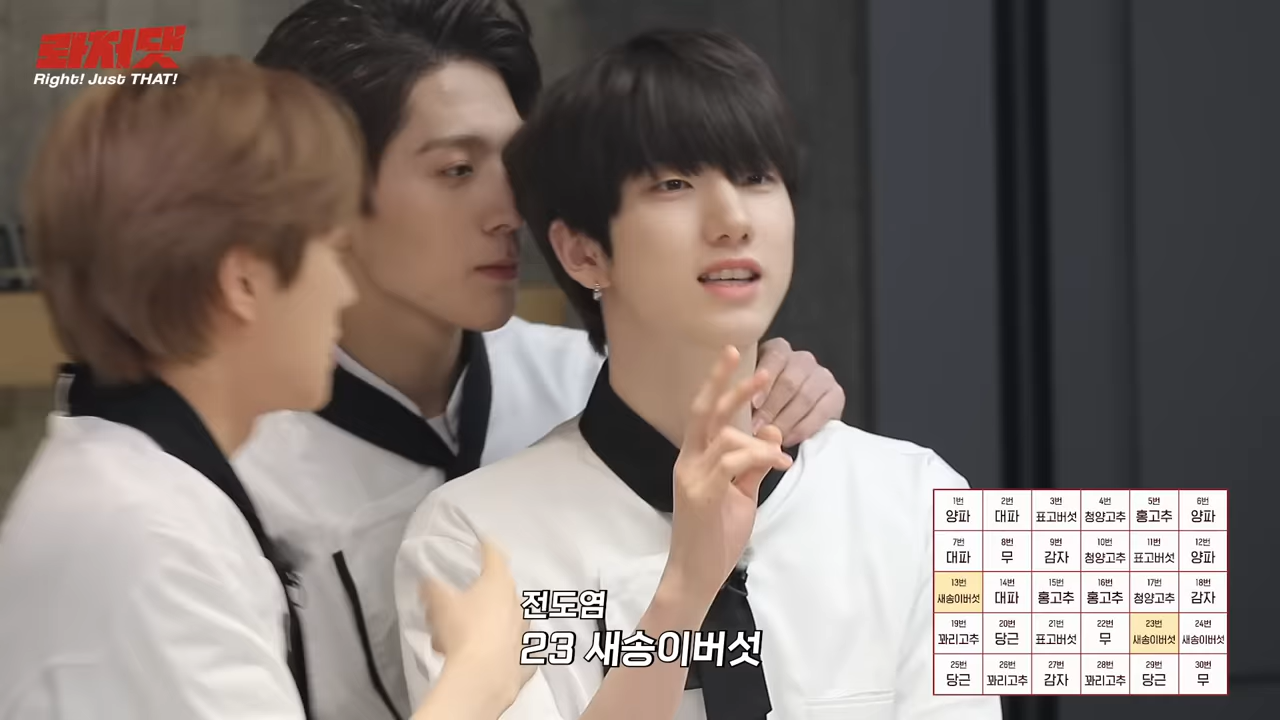 롸저댓
Right! Just THAT!
1번 2번 3번 4번 5번 6번
양파 대파 표고버섯 청양고추 홍고추 양파
7번 8번 9번 10번 11번 12번
대파 무 감자 청양고추 표고버섯 양파
13번 14번 15번 16번 17번 18번
새송이버섯 대파 홍고추 홍고추 청양고추 감자
19번 20번 21번 22번 23번 24번
꽈리고추 당근 표고버섯 무 새송이버섯 새송이버섯
25번 26번 27번 28번 29번 30번
당근 꽈리고추 감자 꽈리고추 당근 무
전도염
23 새송이버섯